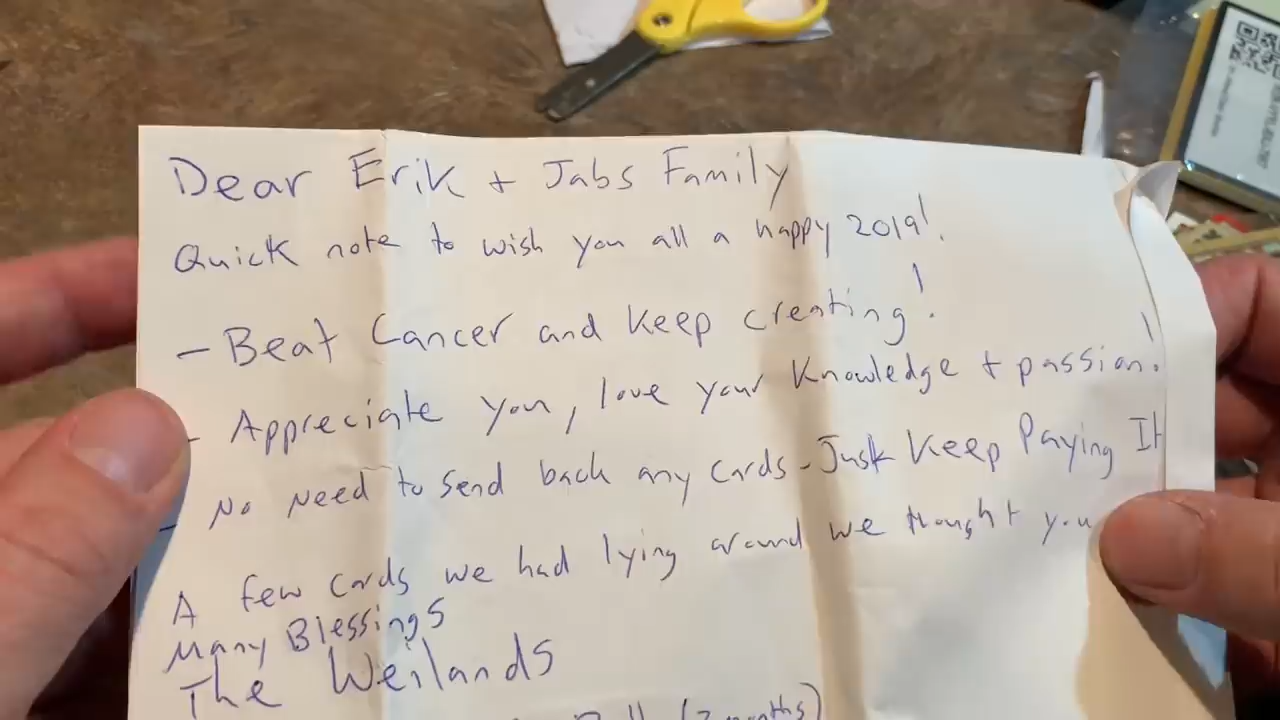 Dear Erik + Jabs Family
Quick note to wish you all a happy 2019!
- Beat Cancer and Keep creating!
- Appreciate you, love your Knowledge + passion!
No Need to send back any cards - Just Keep Paying It
A few cards we had lying around we thought you
Many Blessings
The Weilands
months)